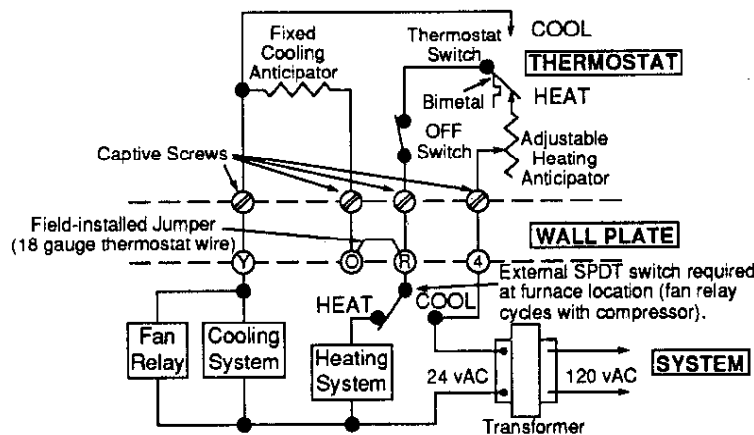 COOL
Thermostat
Switch
THERMOSTAT
Fixed
Cooling
Anticipator
Bimetal
HEAT
OFF
Switch
Adjustable
Heating
Anticipator
Captive Screws
Field-installed Jumper
(18 gauge thermostat wire)
WALL PLATE
Y
O
R
4
External SPDT switch required
at furnace location (fan relay
cycles with compressor).
HEAT
COOL
Fan
Relay
Cooling
System
Heating
System
24 vAC
120 vAC
SYSTEM
Transformer